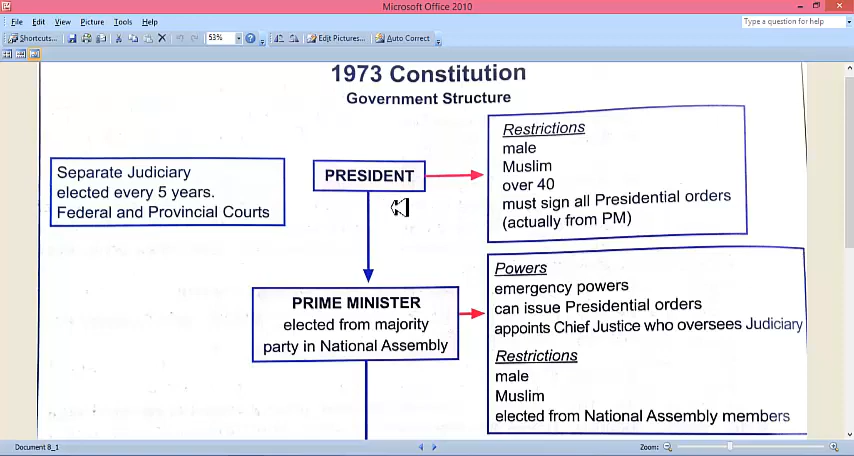 Microsoft Office 2010
File Edit View Picture Tools Help
Type a question for help
Shortcuts... 53% Edit Pictures... Auto Correct
1973 Constitution
Government Structure
Separate Judiciary
elected every 5 years.
Federal and Provincial Courts
PRESIDENT
Restrictions
male
Muslim
over 40
must sign all Presidential orders
(actually from PM)
PRIME MINISTER
elected from majority
party in National Assembly
Powers
emergency powers
can issue Presidential orders
appoints Chief Justice who oversees Judiciary
Restrictions
male
Muslim
elected from National Assembly members
Document 8_1
Zoom: